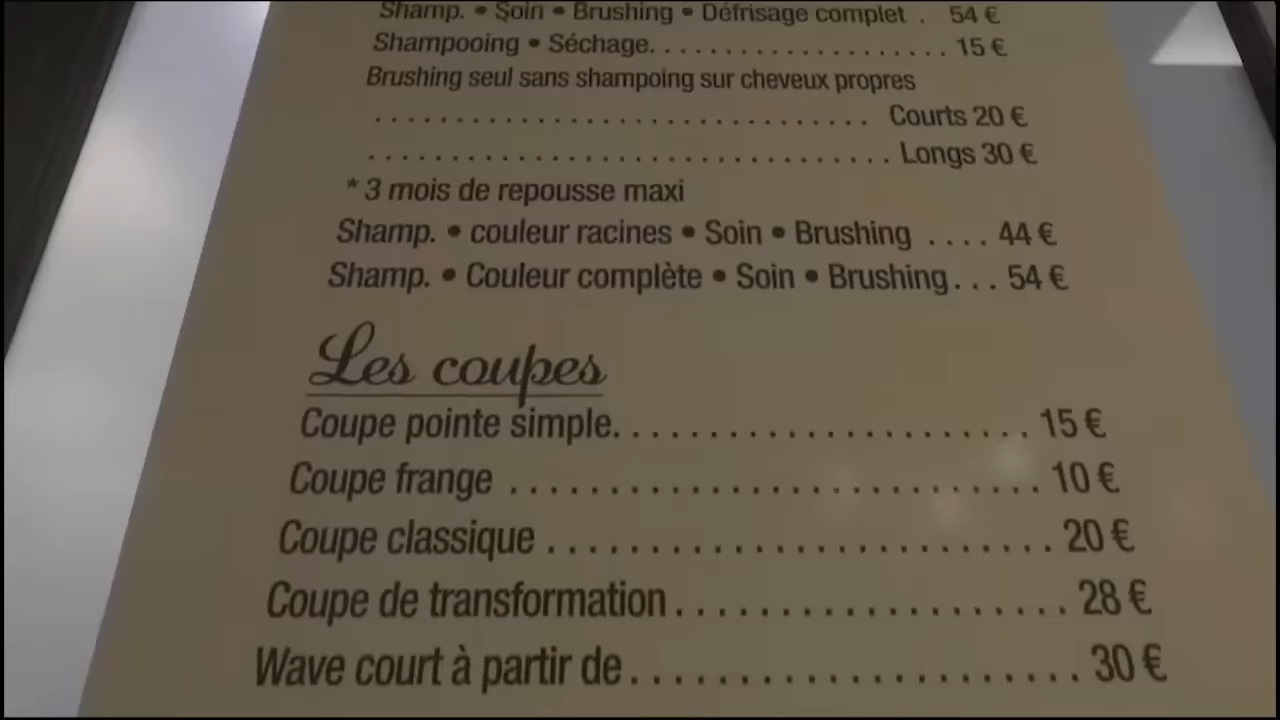 Shamp. • Soin • Brushing • Défrisage complet . 54 €
Shampooing • Séchage. . . . . . . . . . . . . . . . . . . . 15 €
Brushing seul sans shampoing sur cheveux propres
. . . . . . . . . . . . . . . . . . . . . . . . . . . . . . . . Courts 20 €
. . . . . . . . . . . . . . . . . . . . . . . . . . . . . . . . . Longs 30 €
* 3 mois de repousse maxi
Shamp. • couleur racines • Soin • Brushing . . . . 44 €
Shamp. • Couleur complète • Soin • Brushing. . . 54 €
Les coupes
Coupe pointe simple. . . . . . . . . . . . . . . . . . . . . . 15 €
Coupe frange . . . . . . . . . . . . . . . . . . . . . . . . . . . 10 €
Coupe classique . . . . . . . . . . . . . . . . . . . . . . . . 20 €
Coupe de transformation . . . . . . . . . . . . . . . . . . . 28 €
Wave court à partir de . . . . . . . . . . . . . . . . . . . . . 30 €